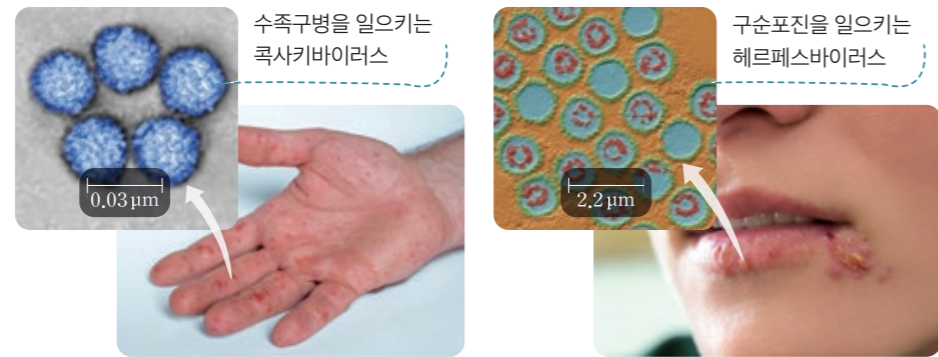 수족구병을 일으키는
콕사키바이러스
0.03 μm
구순포진을 일으키는
헤르페스바이러스
2.2 μm